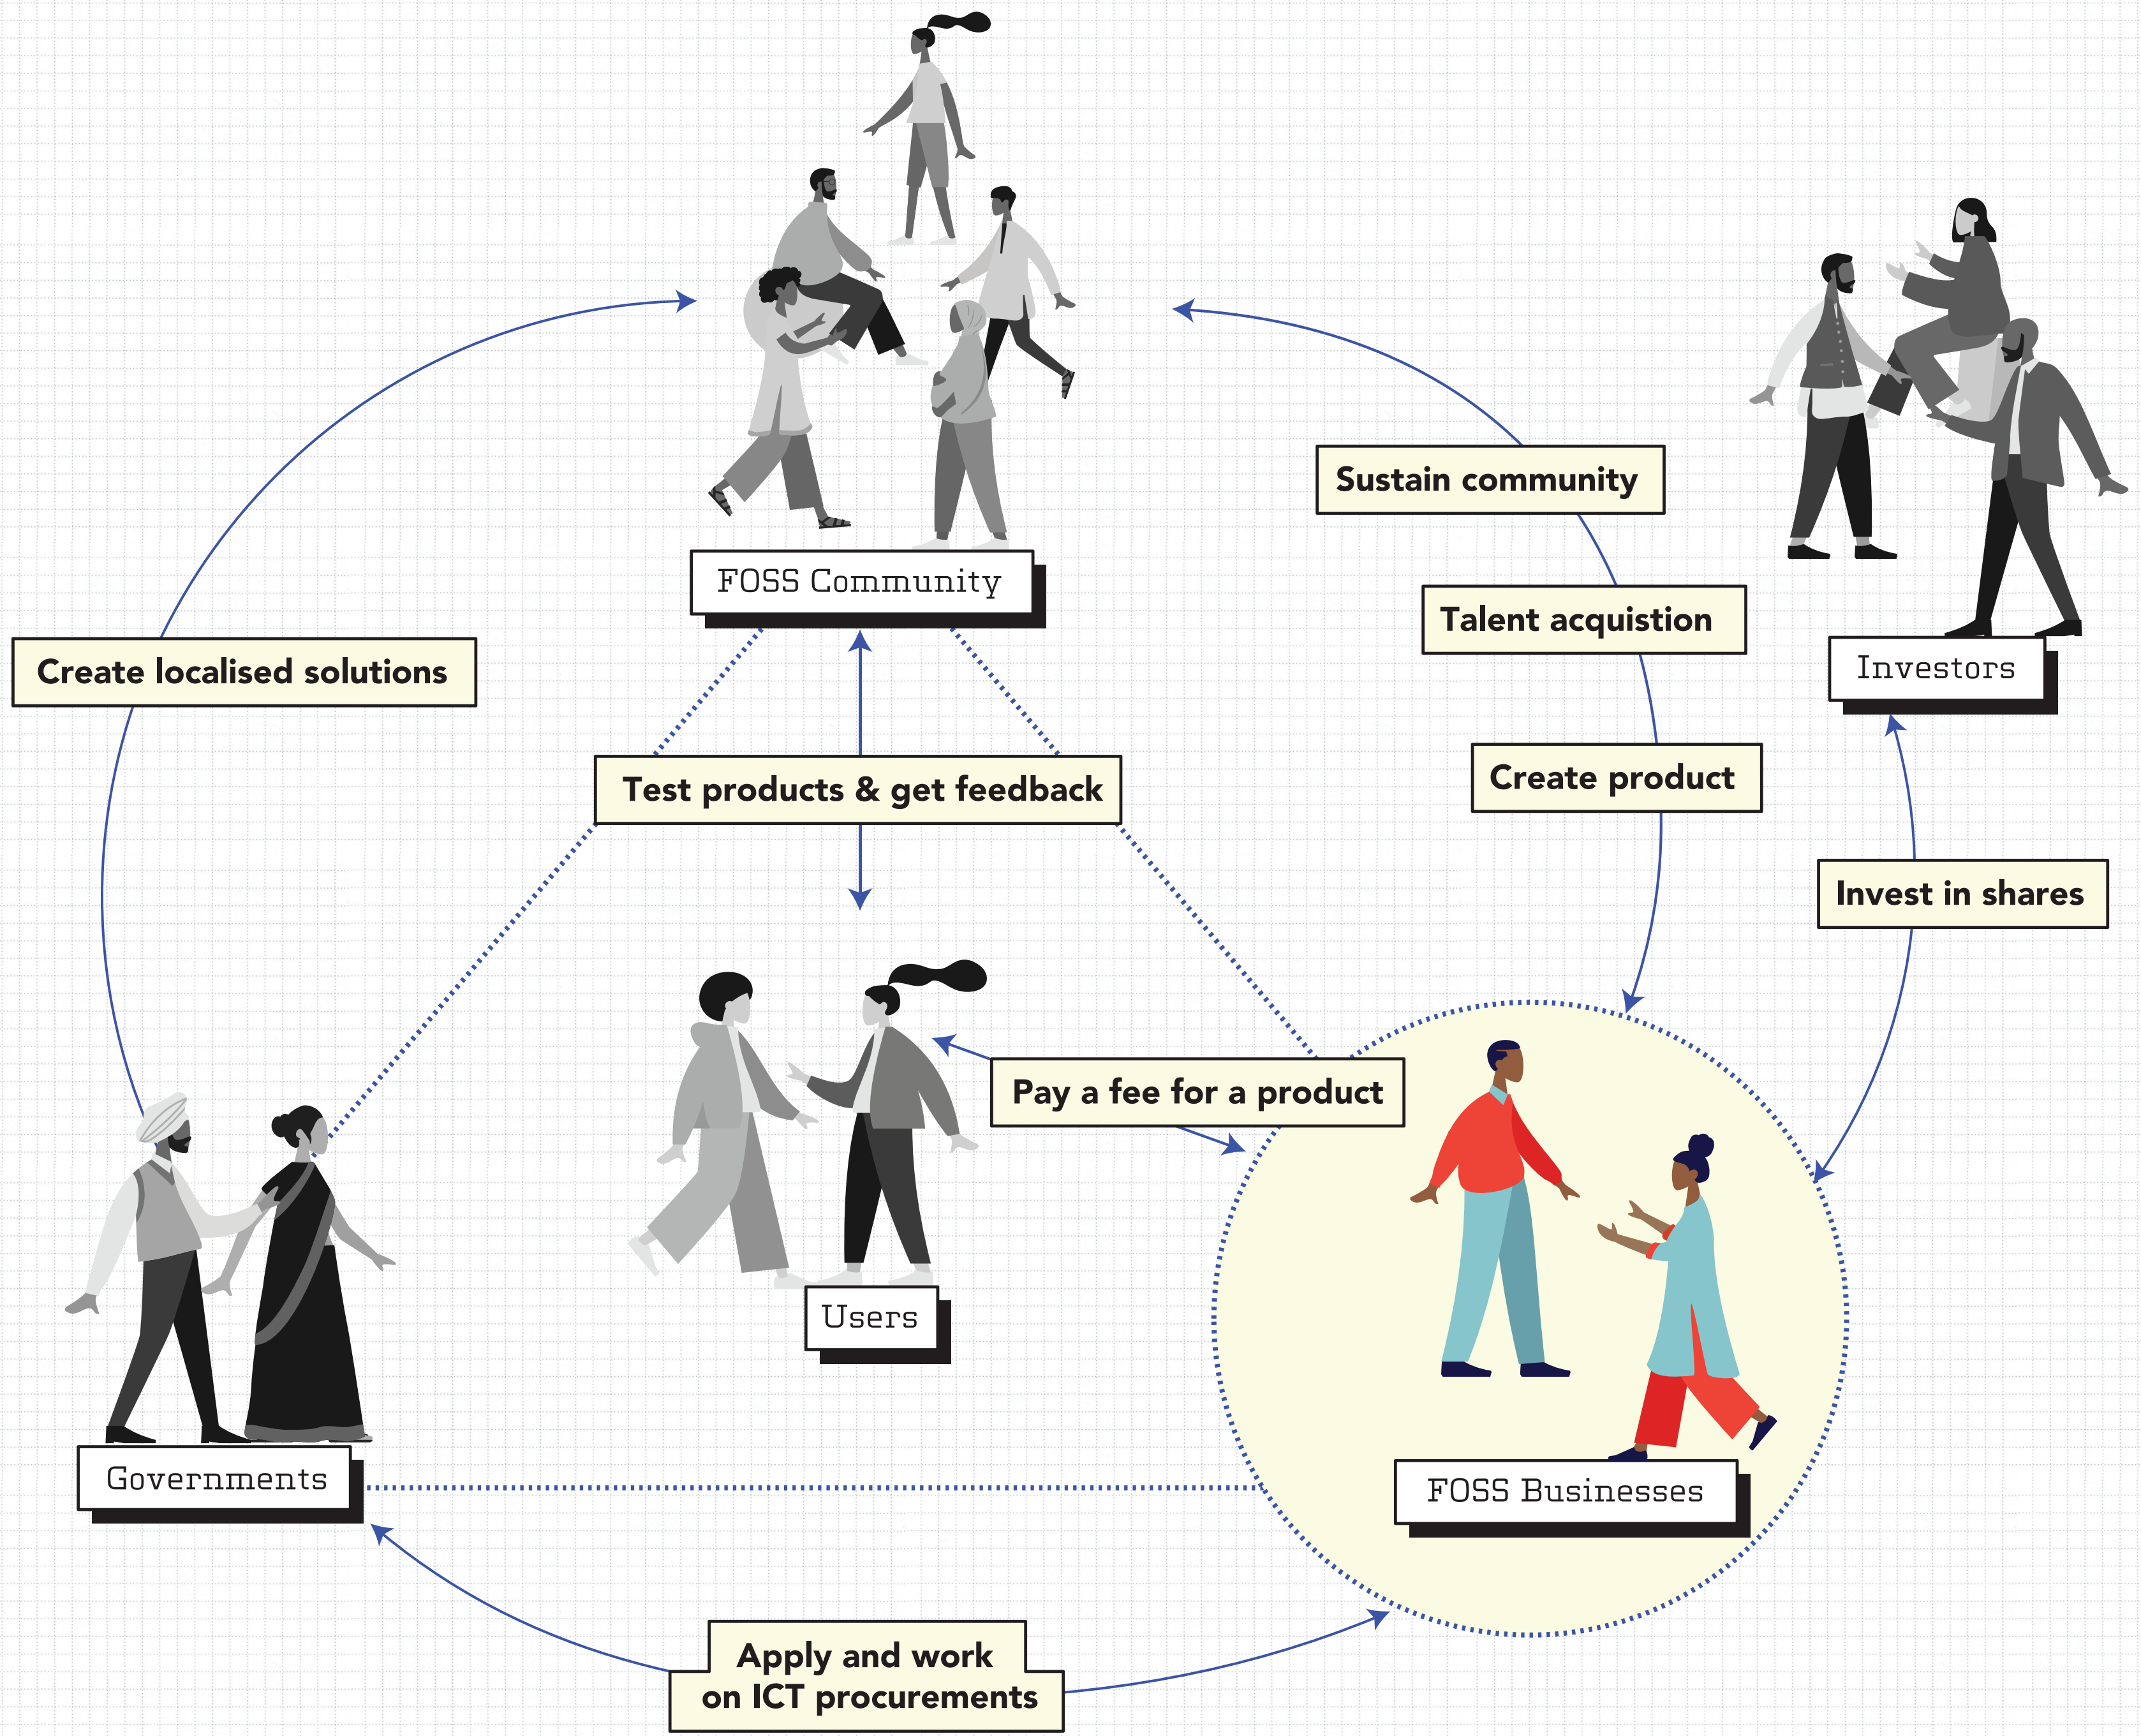 FOSS Community
Sustain community
Talent acquistion
Investors
Create localised solutions
Test products & get feedback
Create product
Invest in shares
Pay a fee for a product
Users
Governments
FOSS Businesses
Apply and work
on ICT procurements